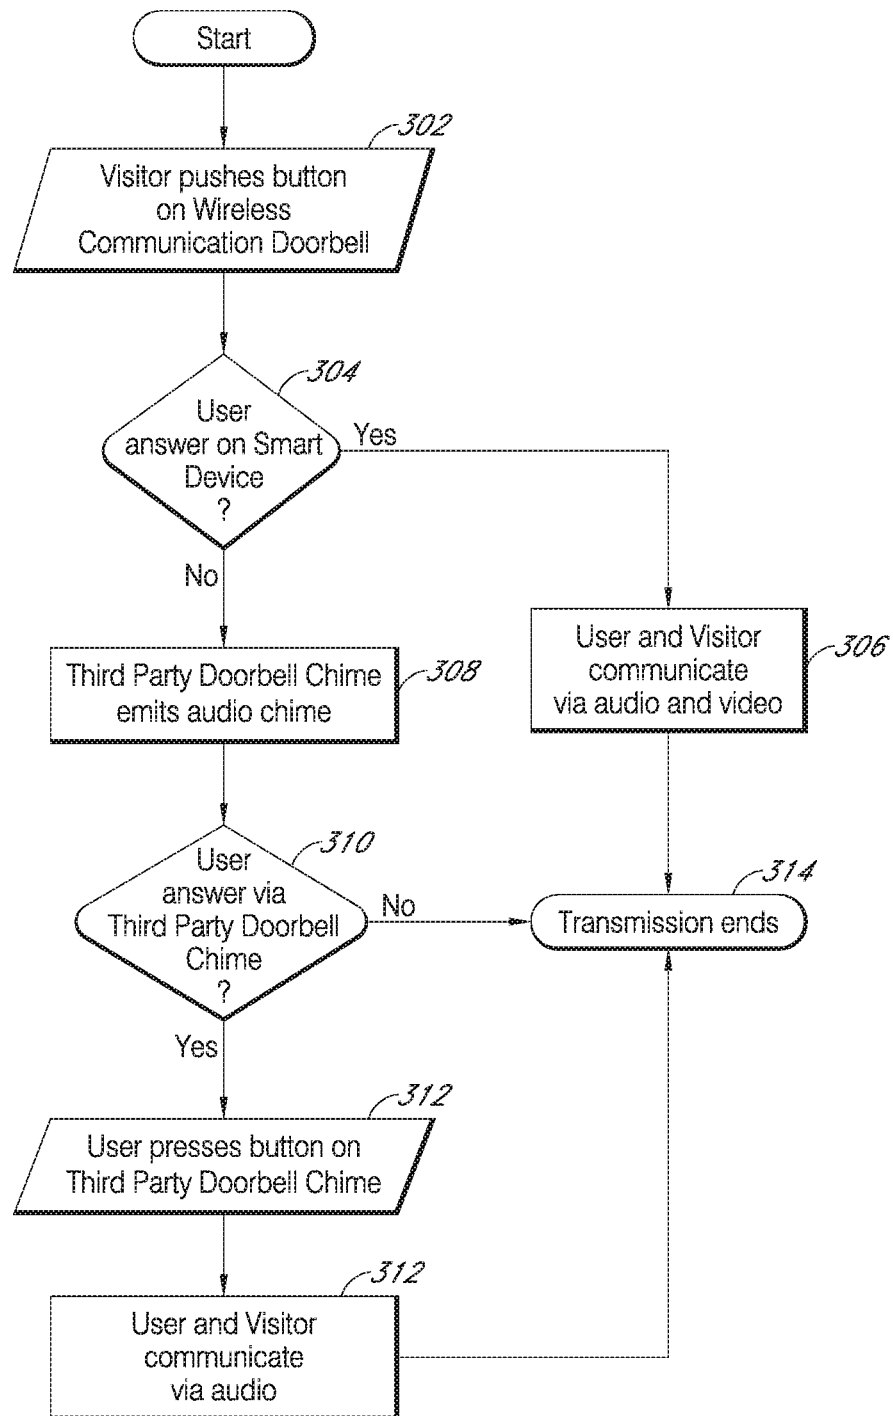 Start
302
Visitor pushes button
on Wireless
Communication Doorbell
304
User
answer on Smart
Device
?
Yes
No
308
Third Party Doorbell Chime
emits audio chime
306
User and Visitor
communicate
via audio and video
310
User
answer via
Third Party Doorbell
Chime
?
No
Yes
314
Transmission ends
312
User presses button on
Third Party Doorbell Chime
312
User and Visitor
communicate
via audio